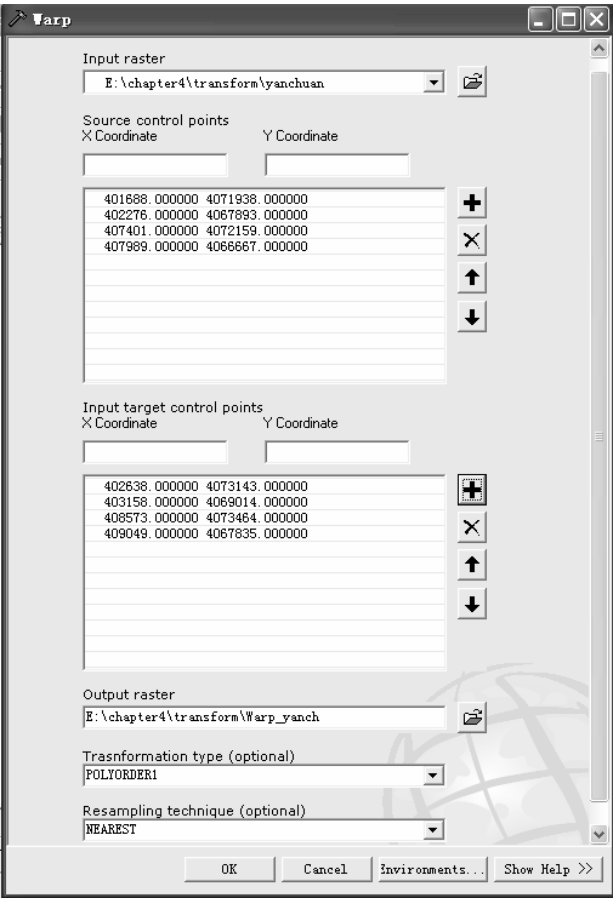 Warp
Input raster
E:\chapter4\transform\yanchuan
Source control points
X Coordinate Y Coordinate
401688.000000 4071938.000000
402276.000000 4067893.000000
407401.000000 4072159.000000
407989.000000 4066667.000000
Input target control points
X Coordinate Y Coordinate
402638.000000 4073143.000000
403158.000000 4069014.000000
408573.000000 4073464.000000
409049.000000 4067835.000000
Output raster
E:\chapter4\transform\Warp_yanch
Trasnformation type (optional)
POLYORDER1
Resampling technique (optional)
NEAREST
OK Cancel Environments... Show Help >>